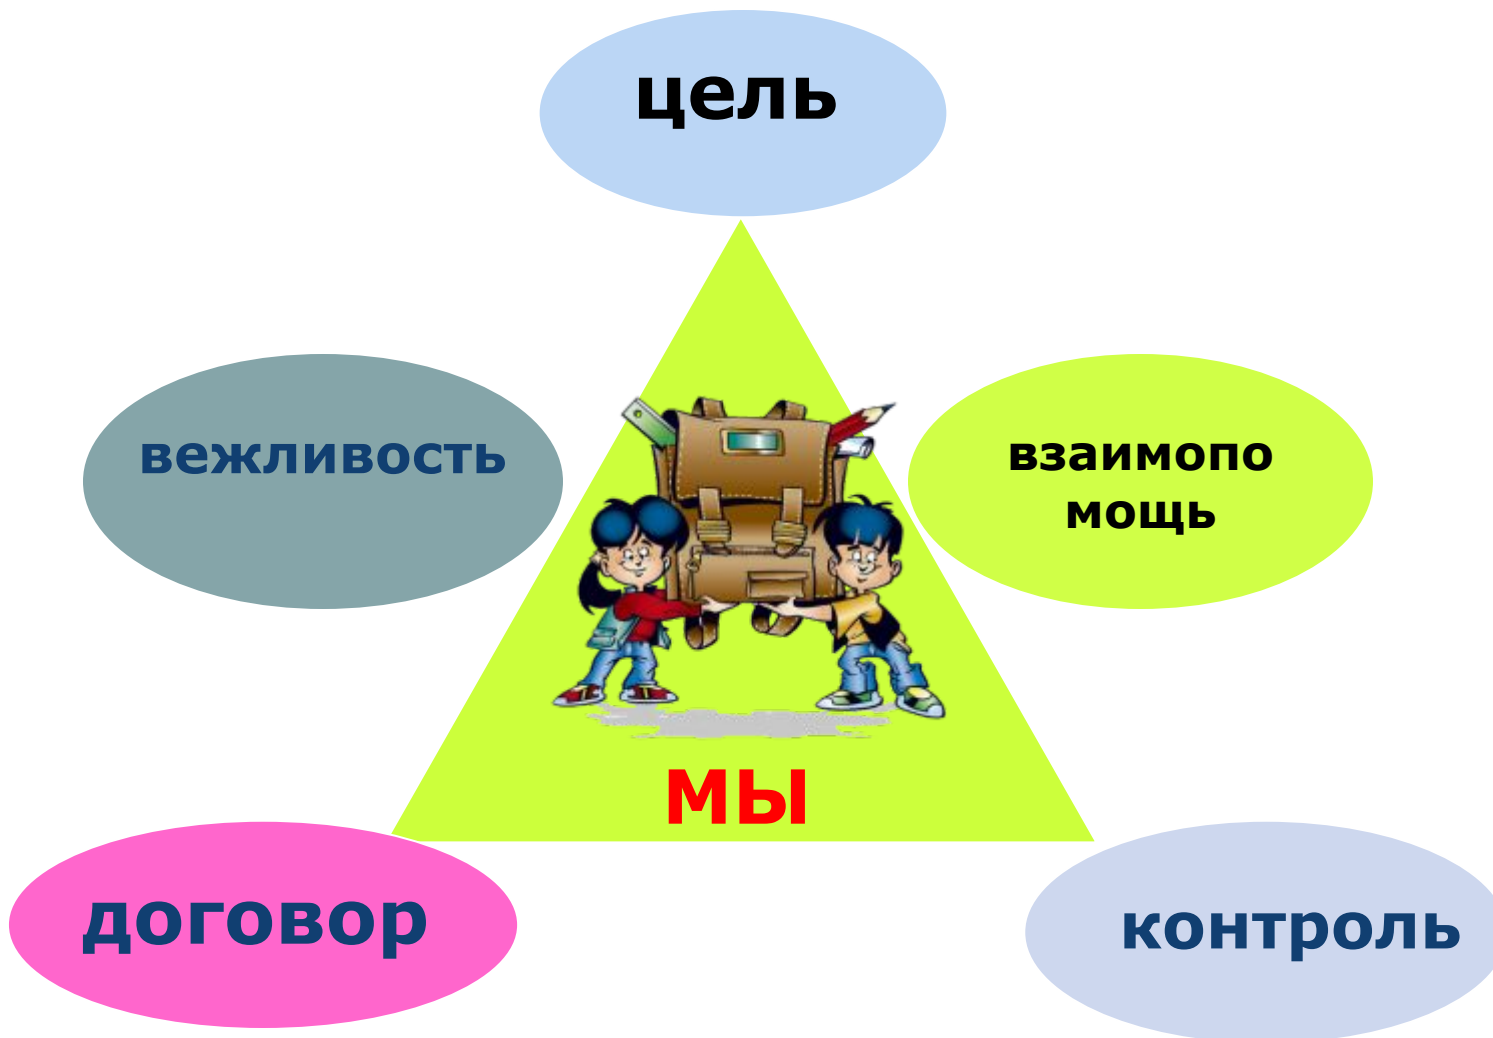 цель
вежливость
взаимопо
мощь
МЫ
договор
контроль